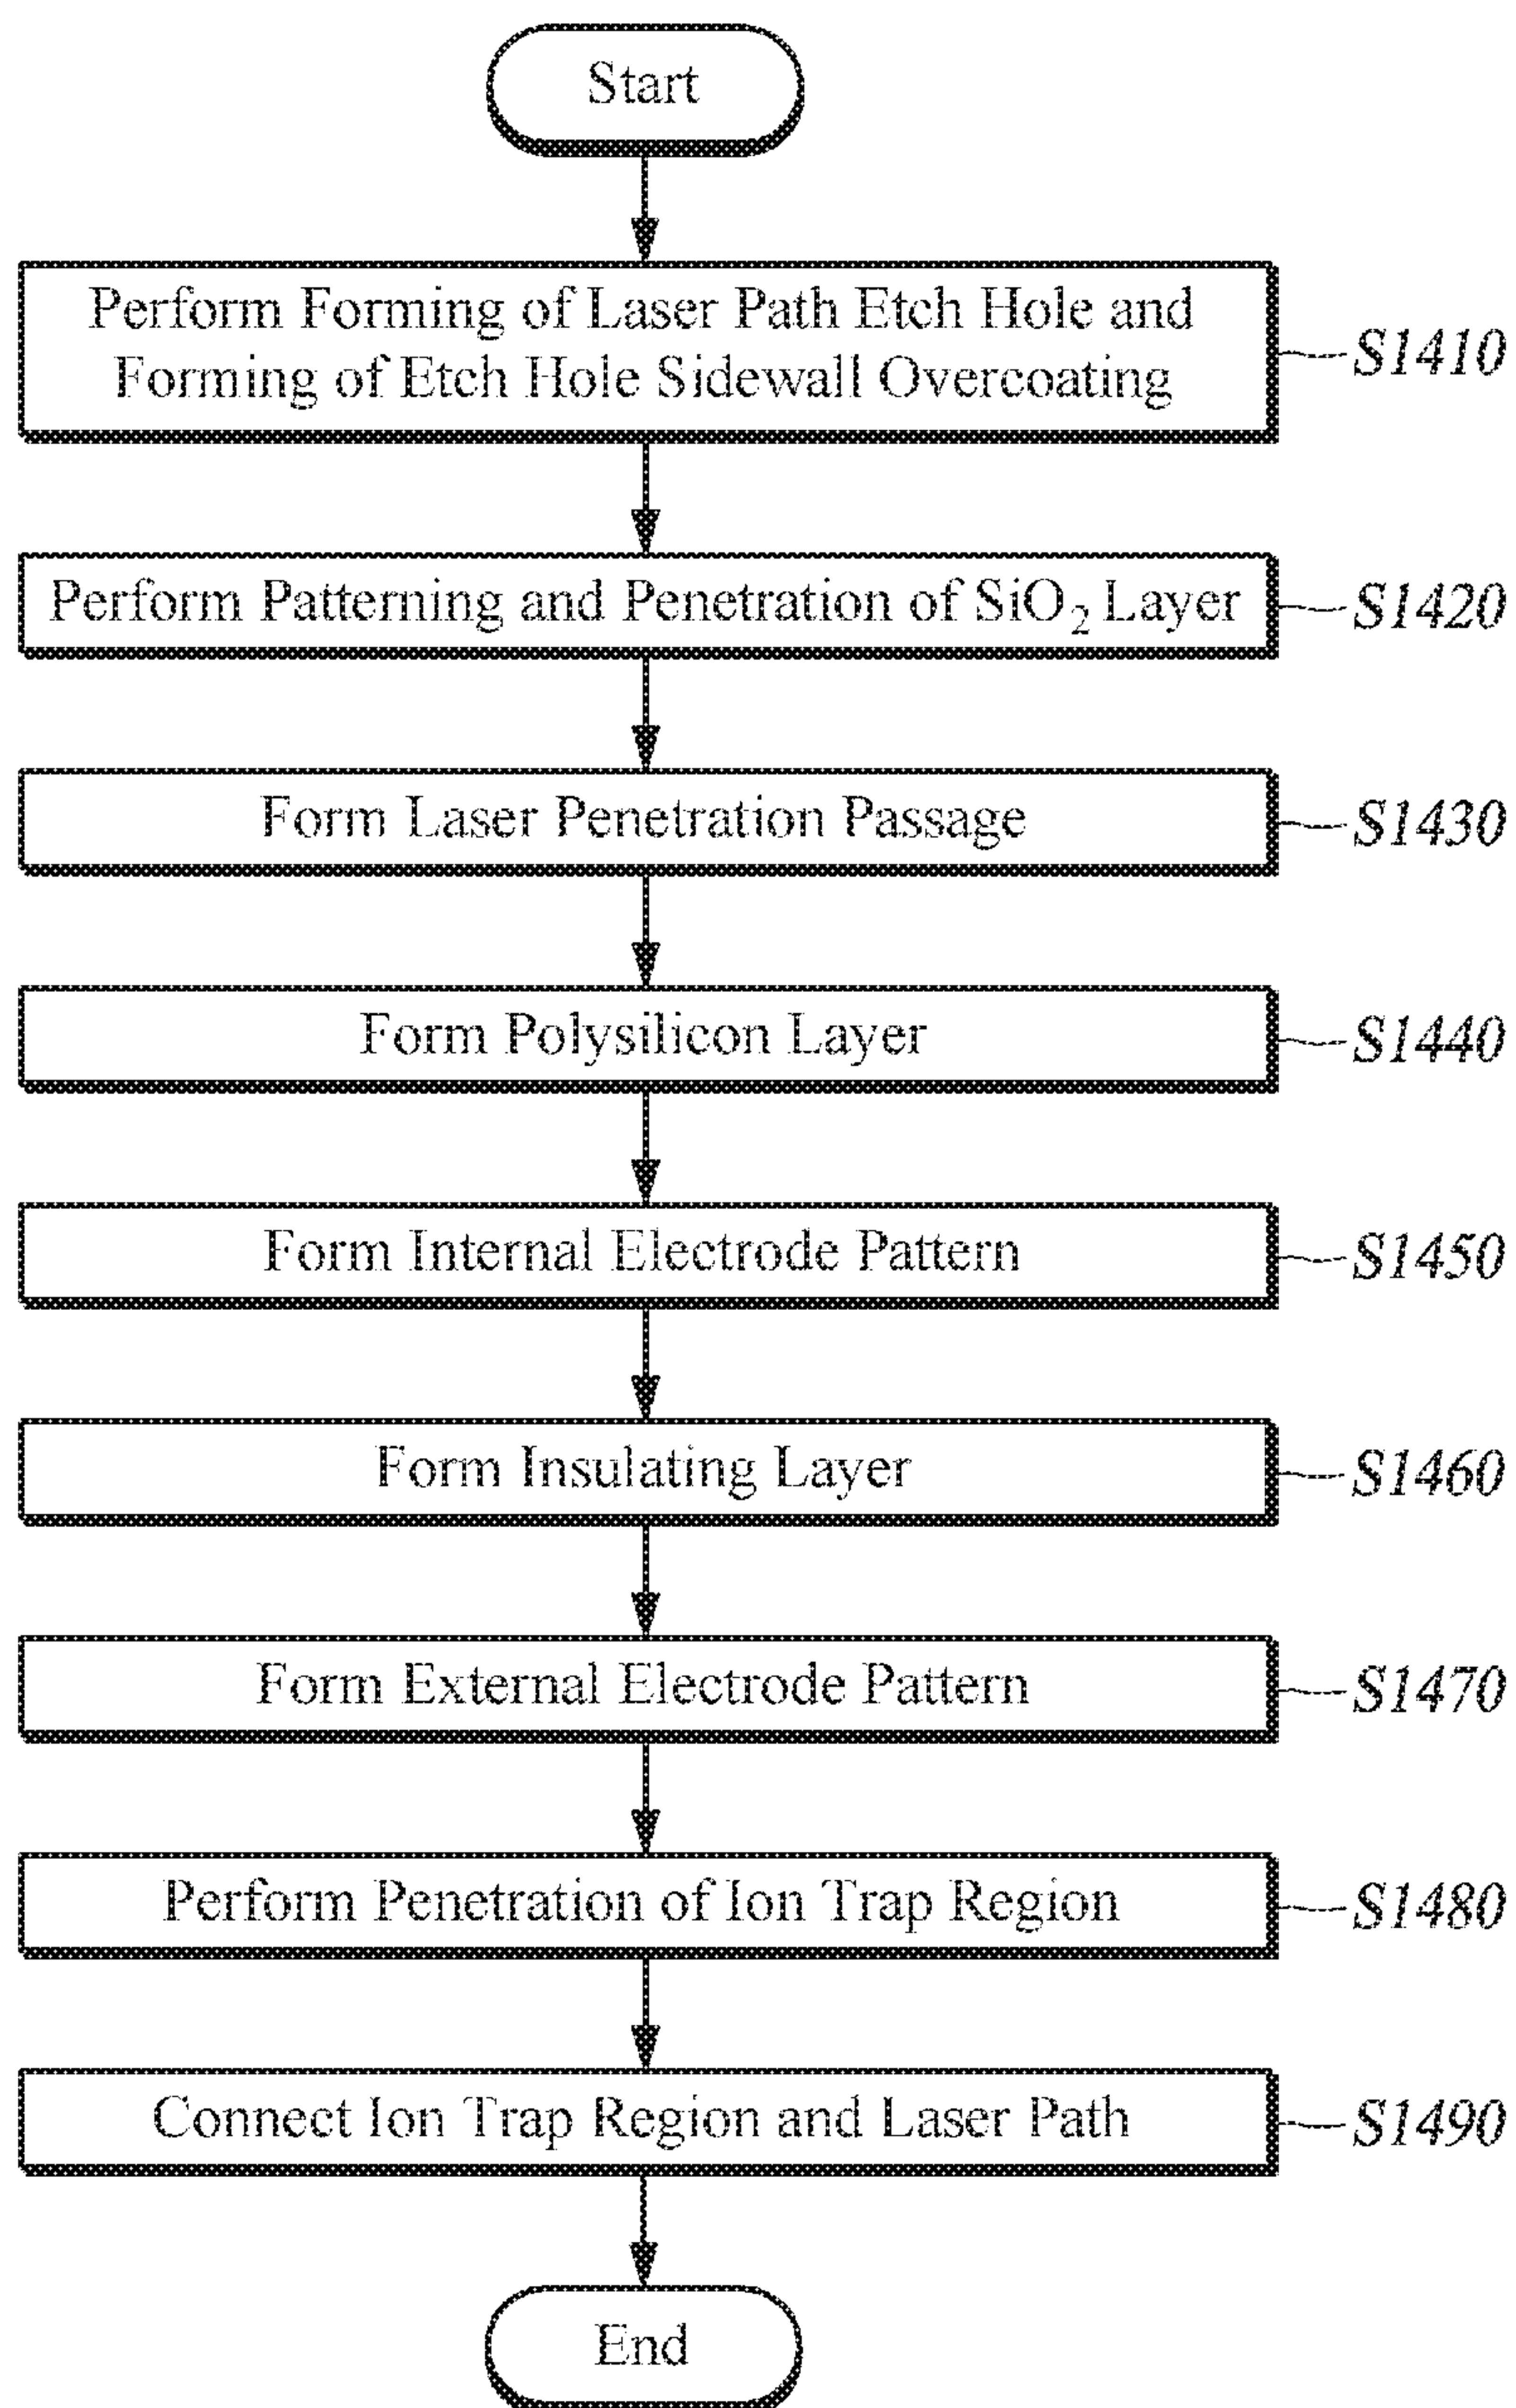 Start
Perform Forming of Laser Path Etch Hole and
Forming of Etch Hole Sidewall Overcoating
S1410
Perform Patterning and Penetration of SiO₂ Layer
S1420
Form Laser Penetration Passage
S1430
Form Polysilicon Layer
S1440
Form Internal Electrode Pattern
S1450
Form Insulating Layer
S1460
Form External Electrode Pattern
S1470
Perform Penetration of Ion Trap Region
S1480
Connect Ion Trap Region and Laser Path
S1490
End